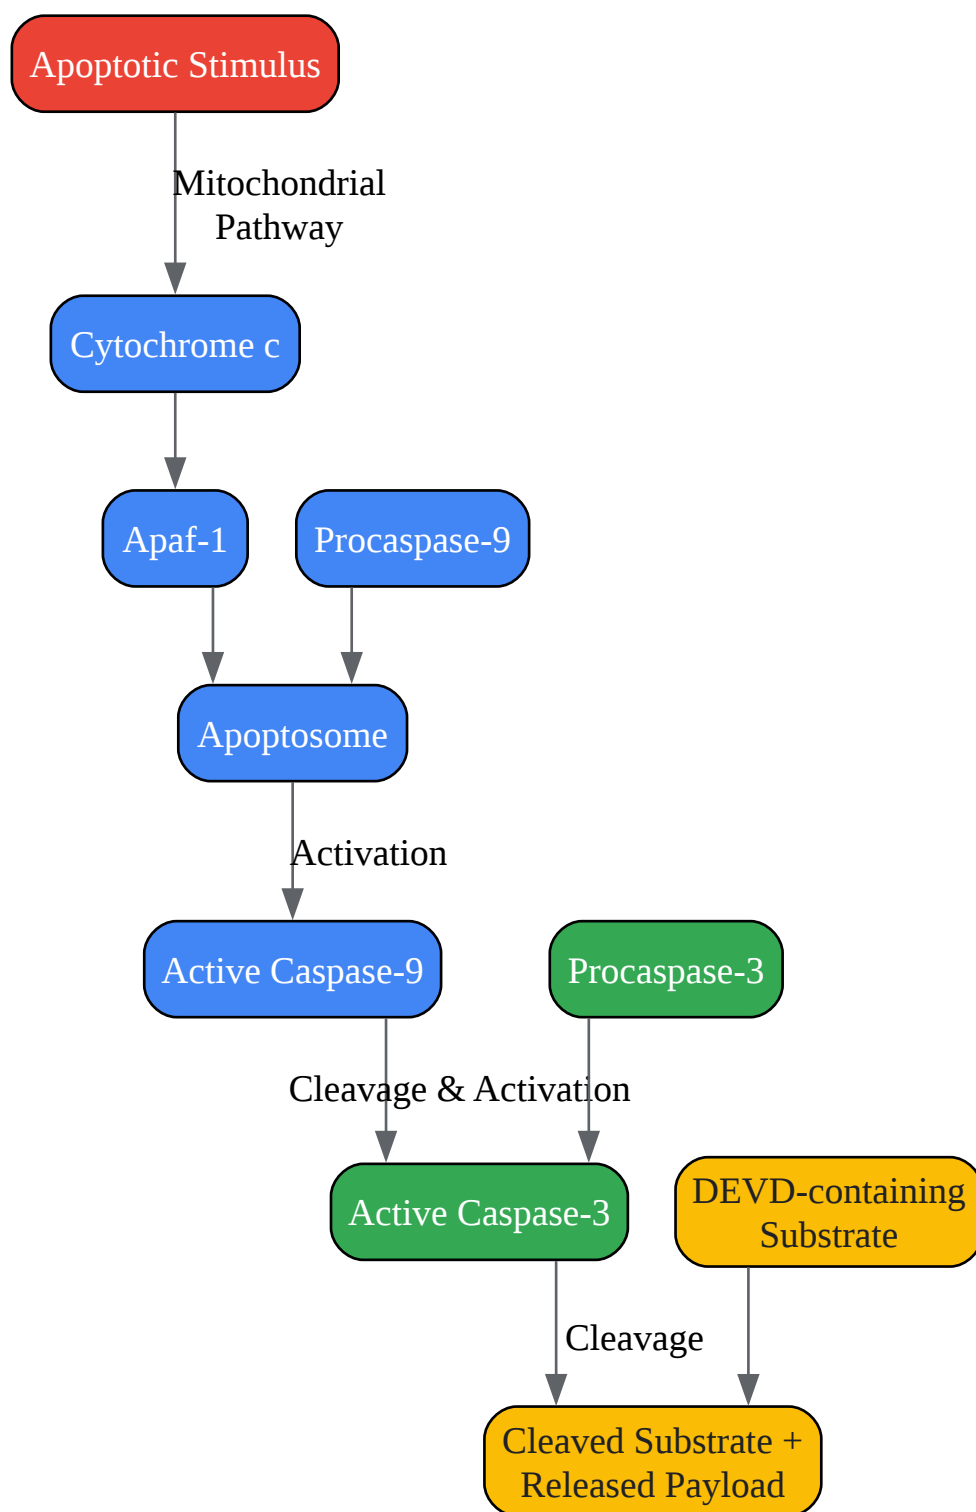 Apoptotic Stimulus
Mitochondrial
Pathway
Cytochrome c
Apaf-1
Procaspase-9
Apoptosome
Activation
Active Caspase-9
Procaspase-3
Cleavage & Activation
Active Caspase-3
DEVD-containing
Substrate
Cleavage
Cleaved Substrate +
Released Payload